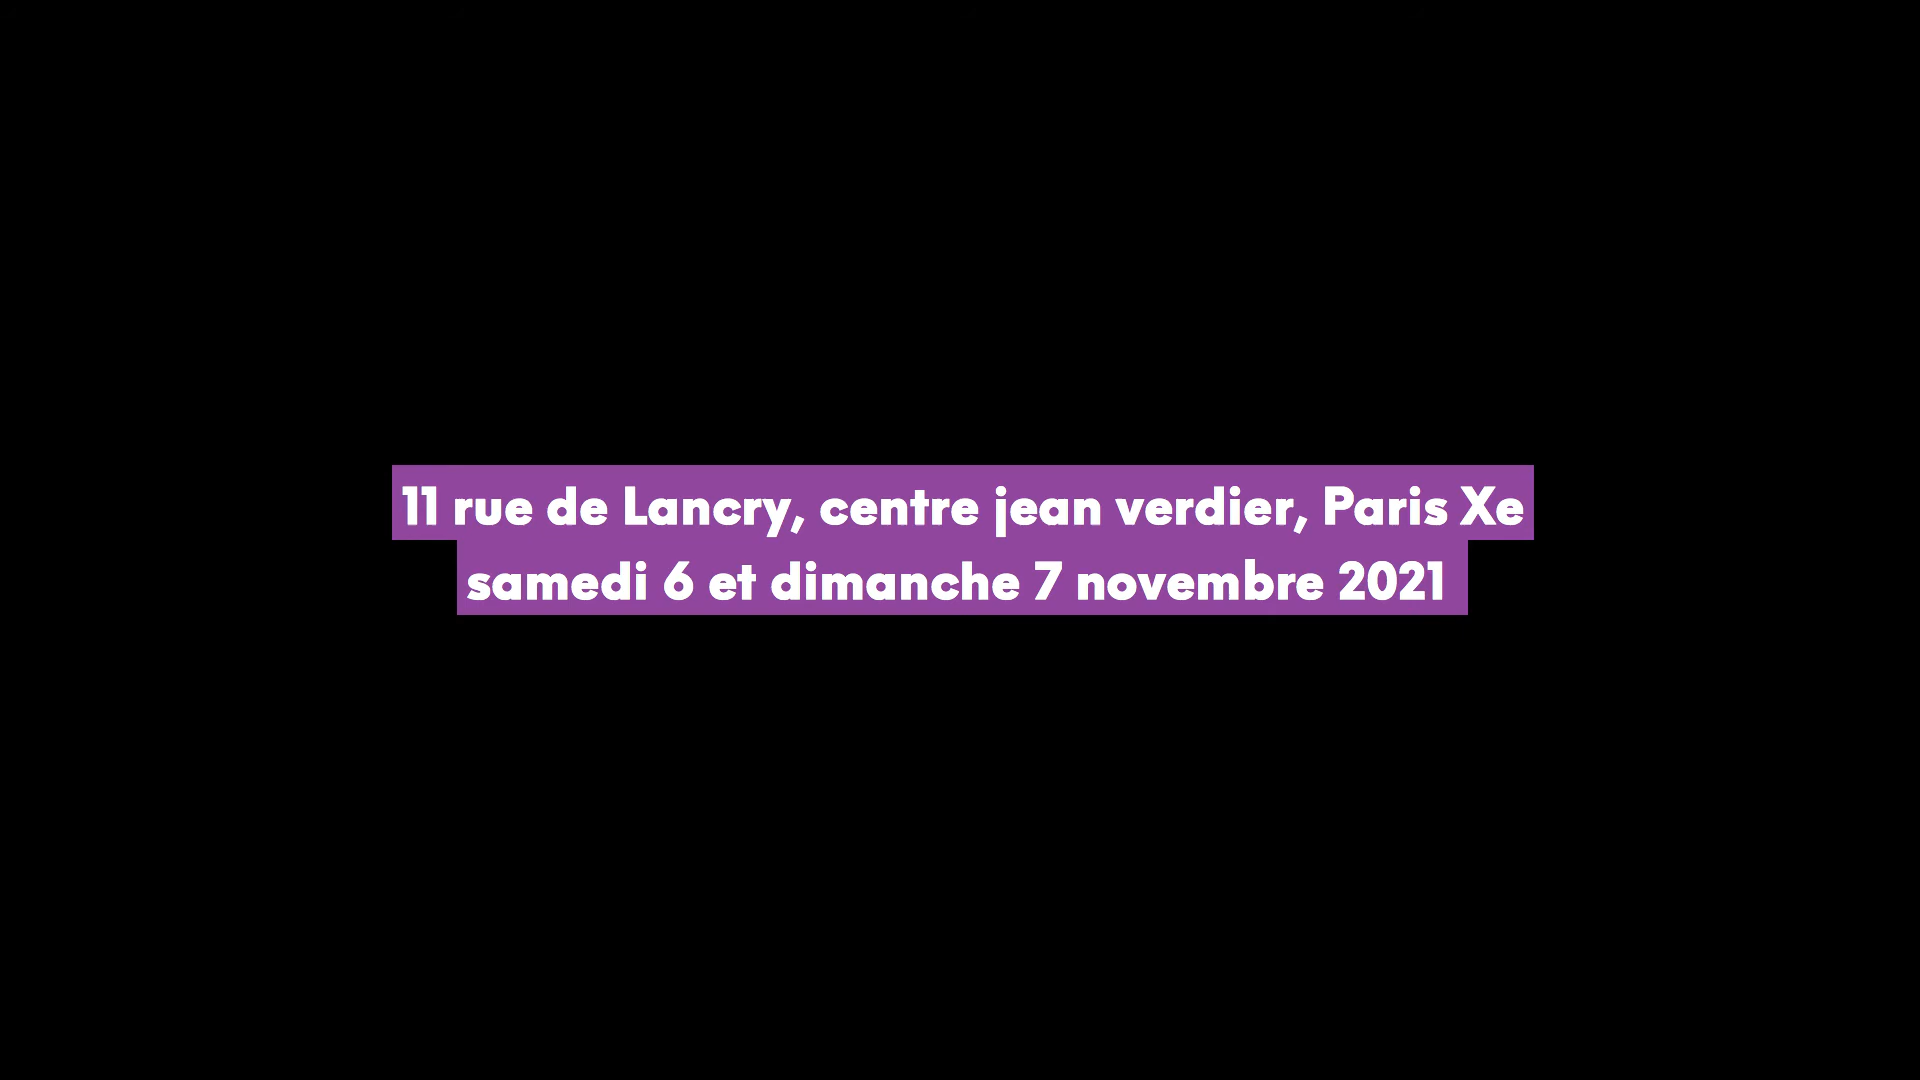 11 rue de Lancry, centre jean verdier, Paris Xe
samedi 6 et dimanche 7 novembre 2021